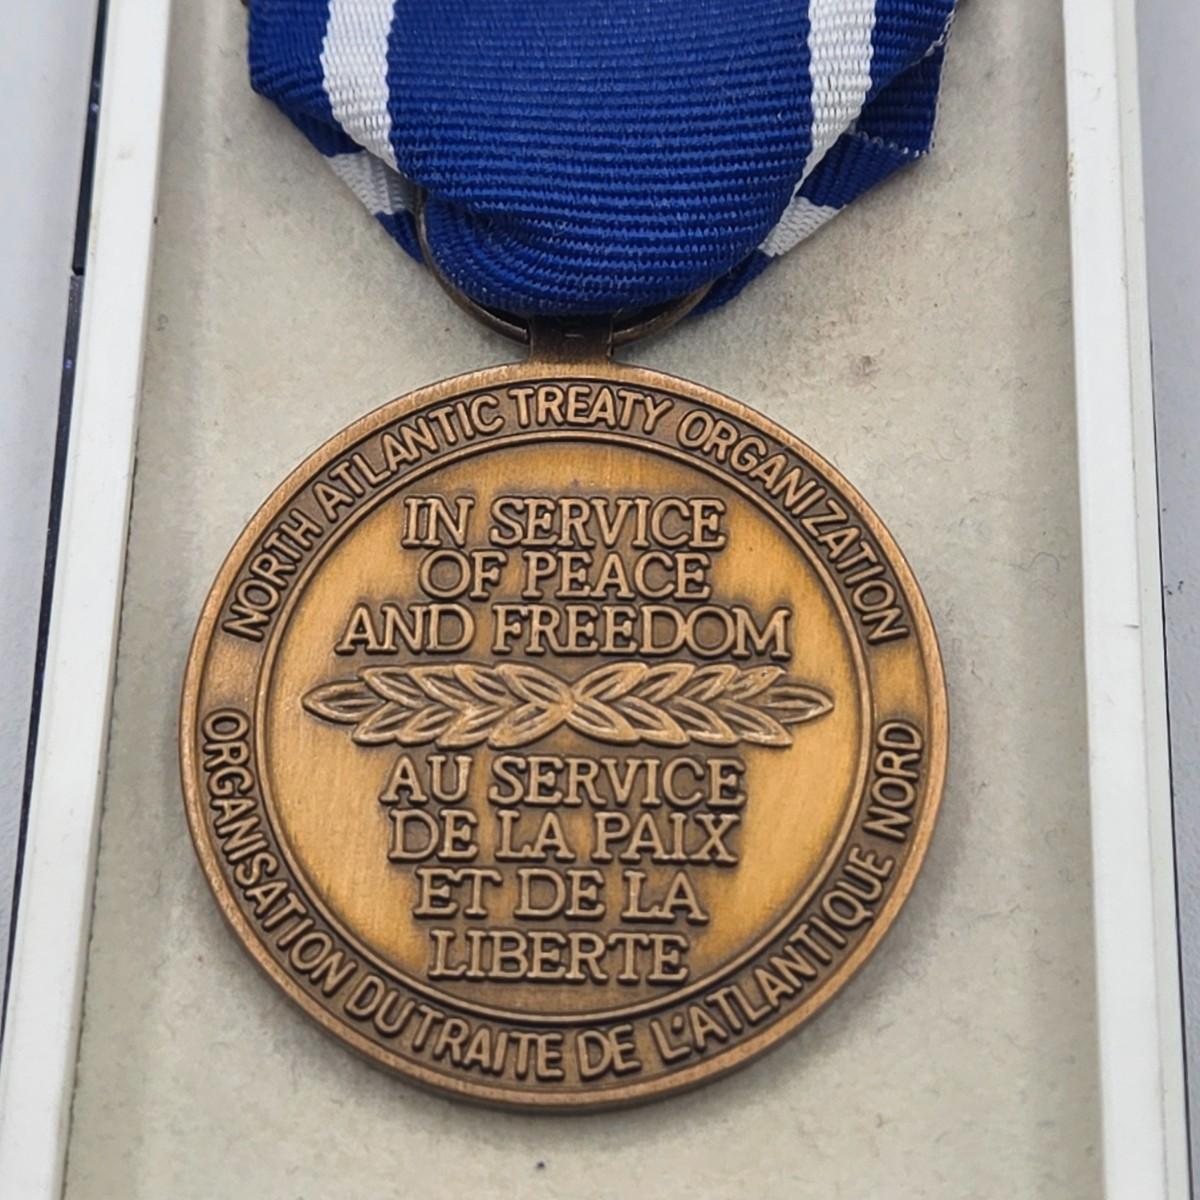 NORTH ATLANTIC TREATY ORGANIZATION
IN SERVICE
OF PEACE
AND FREEDOM
AU SERVICE
DE LA PAIX
ET DE LA
LIBERTE
ORGANISATION DU TRAITE DE L'ATLANTIQUE NORD